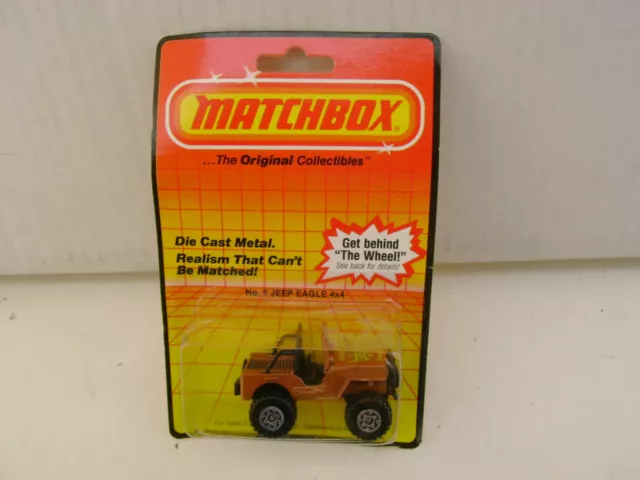 MATCHBOX®
...The Original Collectibles™
Die Cast Metal.
Realism That Can't
Be Matched!
Get behind
"The Wheel!"
See back for details!
No. 5 JEEP EAGLE 4x4